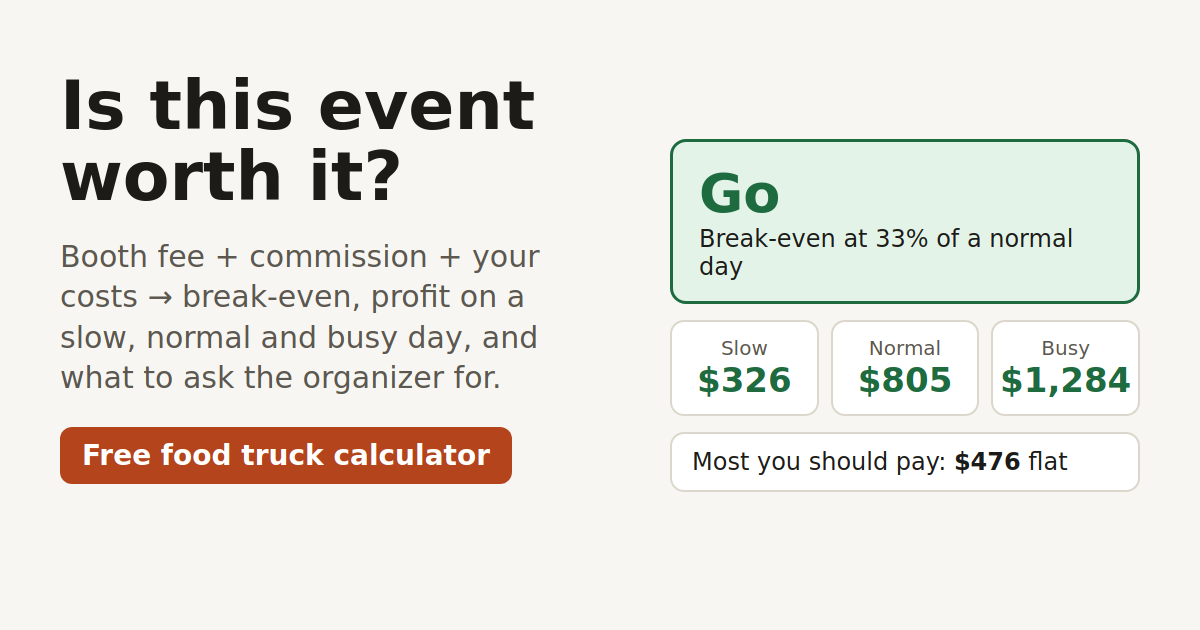 Is this event
worth it?
Booth fee + commission + your
costs → break-even, profit on a
slow, normal and busy day, and
what to ask the organizer for.
Free food truck calculator
Go
Break-even at 33% of a normal
day
Slow
$326
Normal
$805
Busy
$1,284
Most you should pay: $476 flat